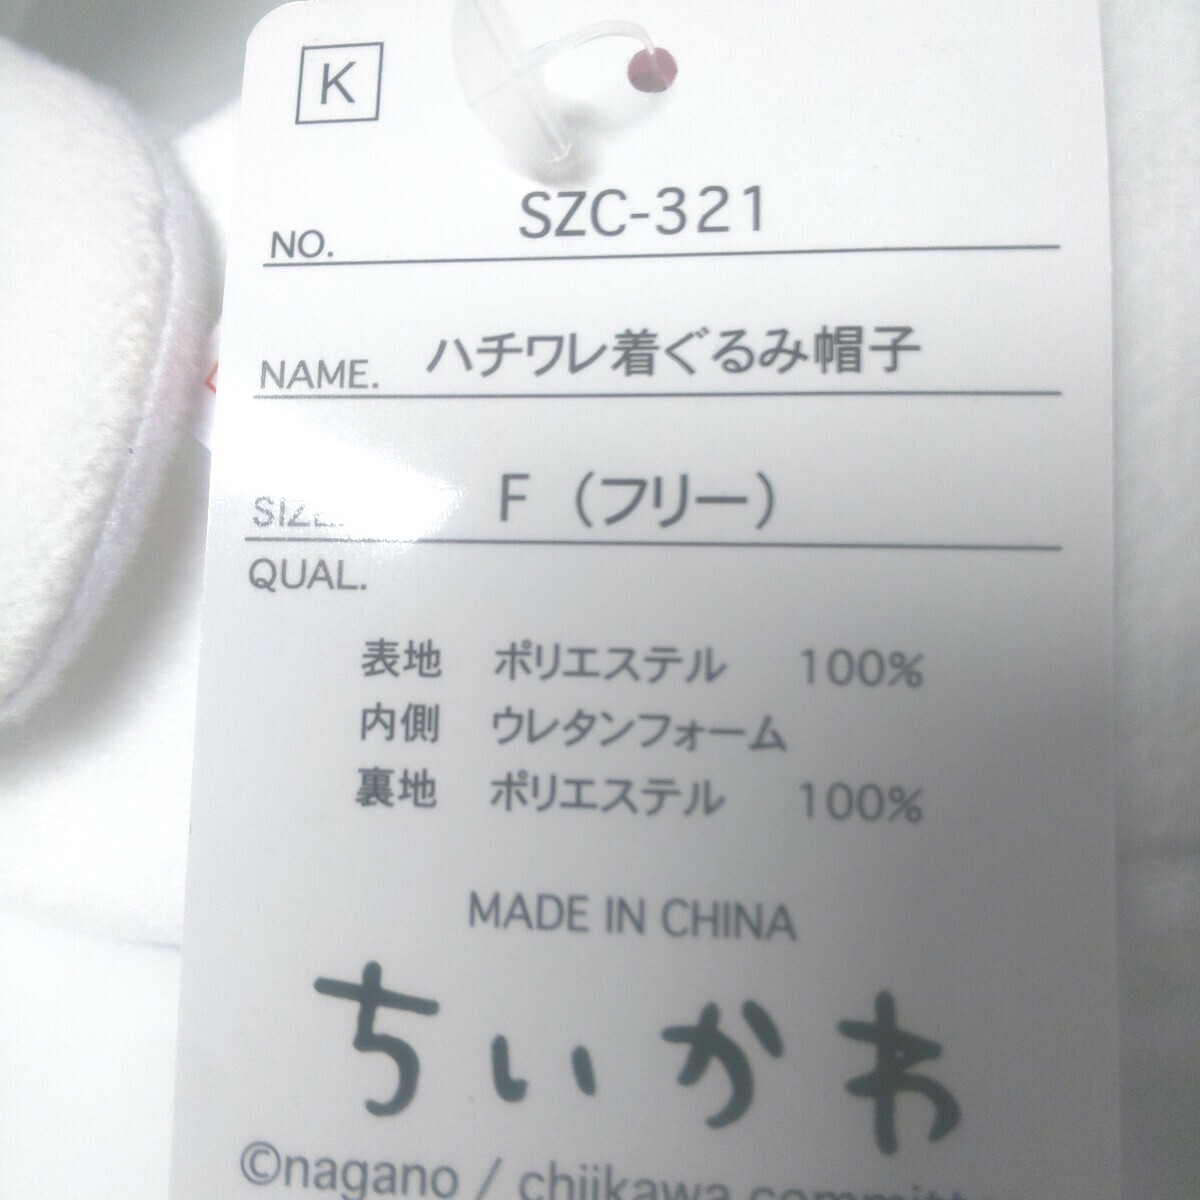 K
NO. SZC-321
NAME. ハチワレ着ぐるみ帽子
SIZE. F（フリー）
QUAL.
表地 ポリエステル 100%
内側 ウレタンフォーム
裏地 ポリエステル 100%
MADE IN CHINA
ちいかわ
©nagano / chiikawa